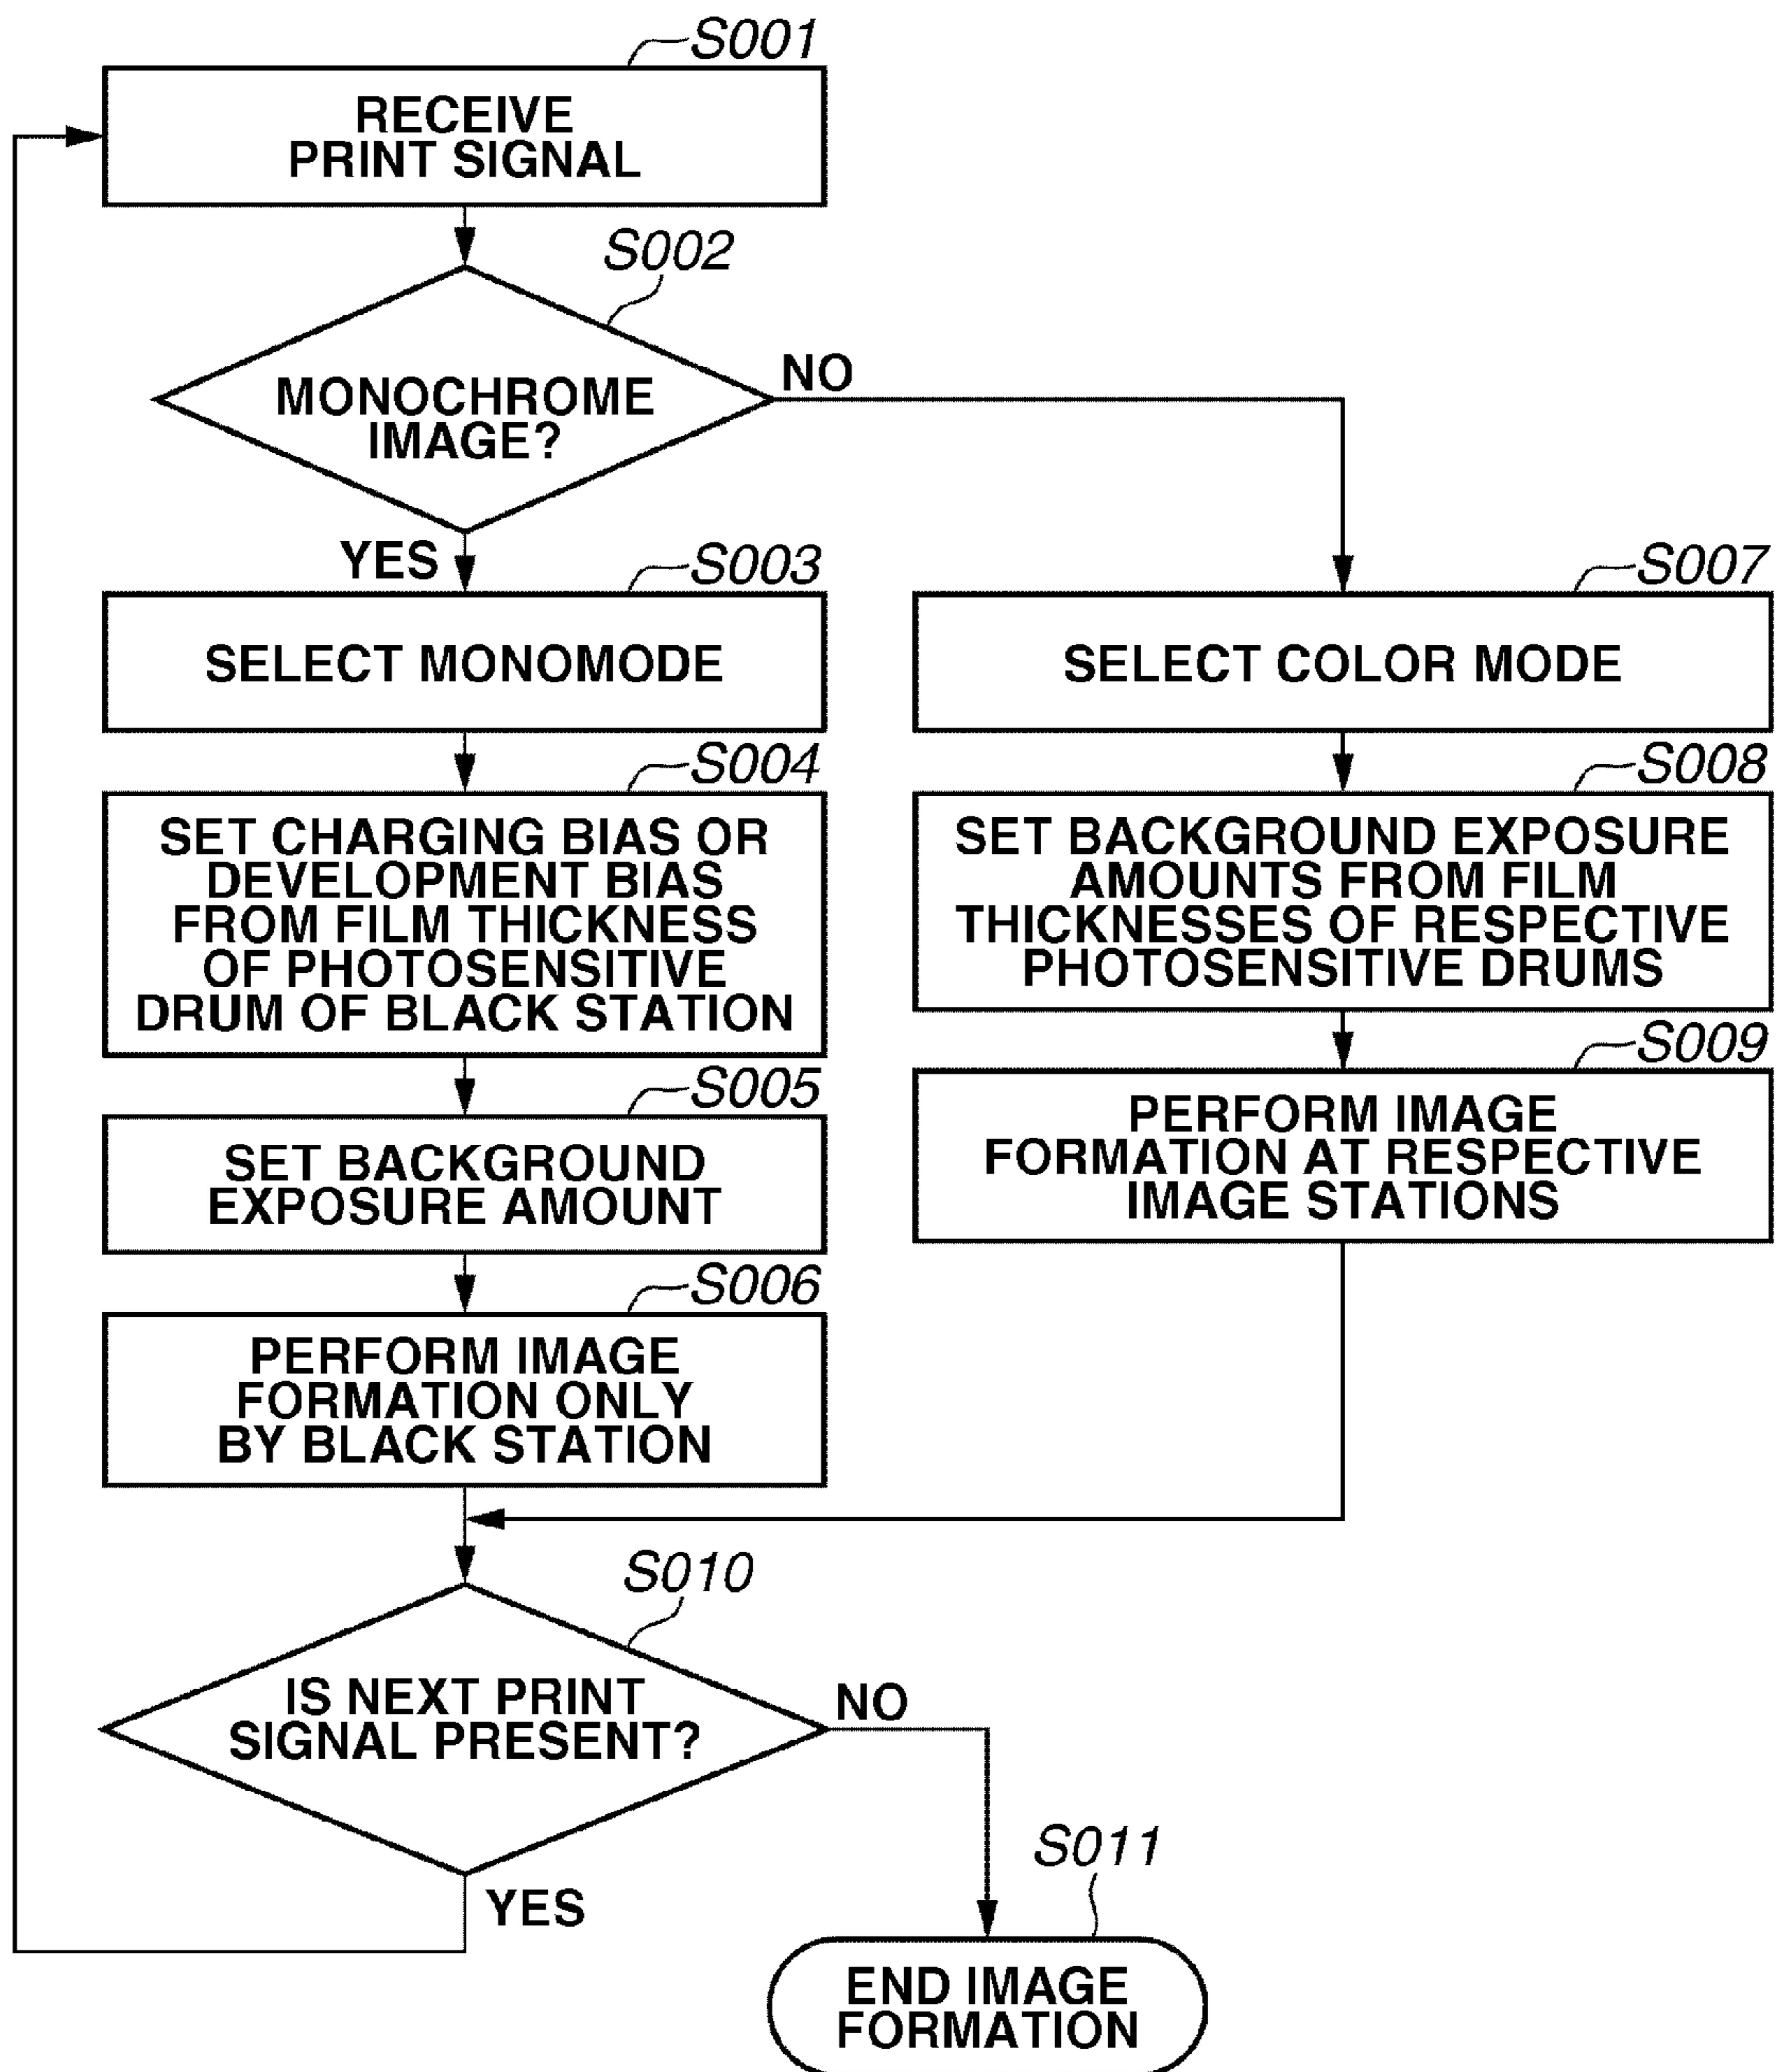 S001
RECEIVE
PRINT SIGNAL
S002
MONOCHROME
IMAGE?
NO
YES
S003
SELECT MONOMODE
S004
SET CHARGING BIAS OR
DEVELOPMENT BIAS
FROM FILM THICKNESS
OF PHOTOSENSITIVE
DRUM OF BLACK STATION
S005
SET BACKGROUND
EXPOSURE AMOUNT
S006
PERFORM IMAGE
FORMATION ONLY
BY BLACK STATION
S007
SELECT COLOR MODE
S008
SET BACKGROUND EXPOSURE
AMOUNTS FROM FILM
THICKNESSES OF RESPECTIVE
PHOTOSENSITIVE DRUMS
S009
PERFORM IMAGE
FORMATION AT RESPECTIVE
IMAGE STATIONS
S010
IS NEXT PRINT
SIGNAL PRESENT?
NO
YES
S011
END IMAGE
FORMATION